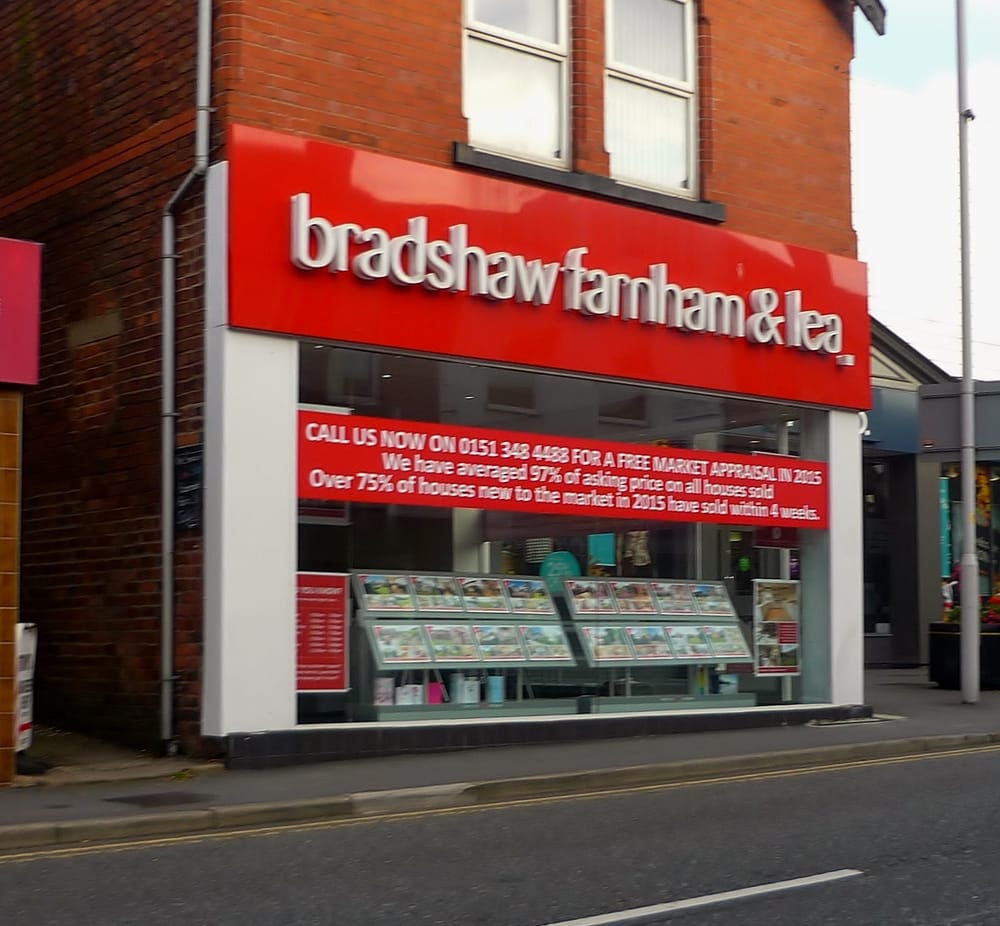 bradshaw farnham & lea
CALL US NOW ON 0151 348 4488 FOR A FREE MARKET APPRAISAL IN 2015
We have averaged 97% of asking price on all houses sold
Over 75% of houses new to the market in 2015 have sold within 4 weeks.